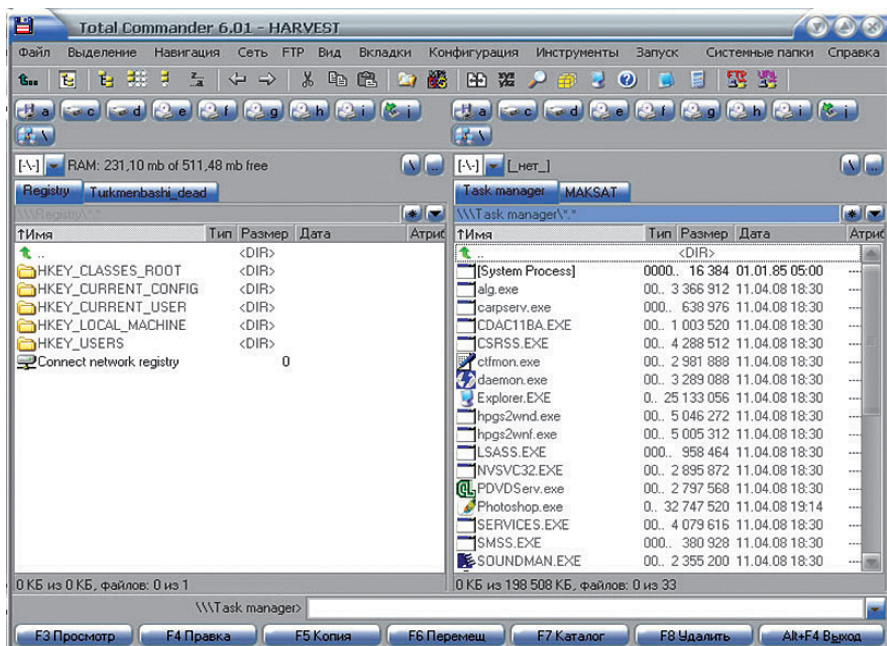 Total Commander 6.01 - HARVEST
Файл Выделение Навигация Сеть FTP Вид Вкладки Конфигурация Инструменты Запуск Системные папки Справка
a c d e f g h i j
\
a c d e f g h i j
\
[-\-] RAM: 231,10 mb of 511,48 mb free \ ..
[-\-] [_нет_] \ ..
Registry Turkmenbashi_dead
Task manager MAKSAT
\\\Registry\*.* * 
\\\Task manager\*.* *
↑Имя Тип Размер Дата Атриб
.. <DIR>
HKEY_CLASSES_ROOT <DIR>
HKEY_CURRENT_CONFIG <DIR>
HKEY_CURRENT_USER <DIR>
HKEY_LOCAL_MACHINE <DIR>
HKEY_USERS <DIR>
Connect network registry 0
↑Имя Тип Размер Дата Атриб
.. <DIR>
[System Process] 0000.. 16 384 01.01.85 05:00 ----
alg.exe 00.. 3 366 912 11.04.08 18:30 ----
carpserv.exe 000.. 638 976 11.04.08 18:30 ----
CDAC11BA.EXE 00.. 1 003 520 11.04.08 18:30 ----
CSRSS.EXE 00.. 4 288 512 11.04.08 18:30 ----
ctfmon.exe 00.. 2 981 888 11.04.08 18:30 ----
daemon.exe 00.. 3 289 088 11.04.08 18:30 ----
Explorer.EXE 0.. 25 133 056 11.04.08 18:30 ----
hpgs2wnd.exe 00.. 5 046 272 11.04.08 18:30 ----
hpgs2wnf.exe 00.. 5 005 312 11.04.08 18:30 ----
LSASS.EXE 000.. 958 464 11.04.08 18:30 ----
NVSVC32.EXE 00.. 2 895 872 11.04.08 18:30 ----
PDVDServ.exe 00.. 2 797 568 11.04.08 18:30 ----
Photoshop.exe 0.. 32 747 520 11.04.08 19:14 ----
SERVICES.EXE 00.. 4 079 616 11.04.08 18:30 ----
SMSS.EXE 000.. 380 928 11.04.08 18:30 ----
SOUNDMAN.EXE 00.. 2 355 200 11.04.08 18:30 ----
0 КБ из 0 КБ, файлов: 0 из 1
0 КБ из 198 508 КБ, файлов: 0 из 33
\\\Task manager>
F3 Просмотр F4 Правка F5 Копия F6 Перемещ F7 Каталог F8 Удалить Alt+F4 Выход